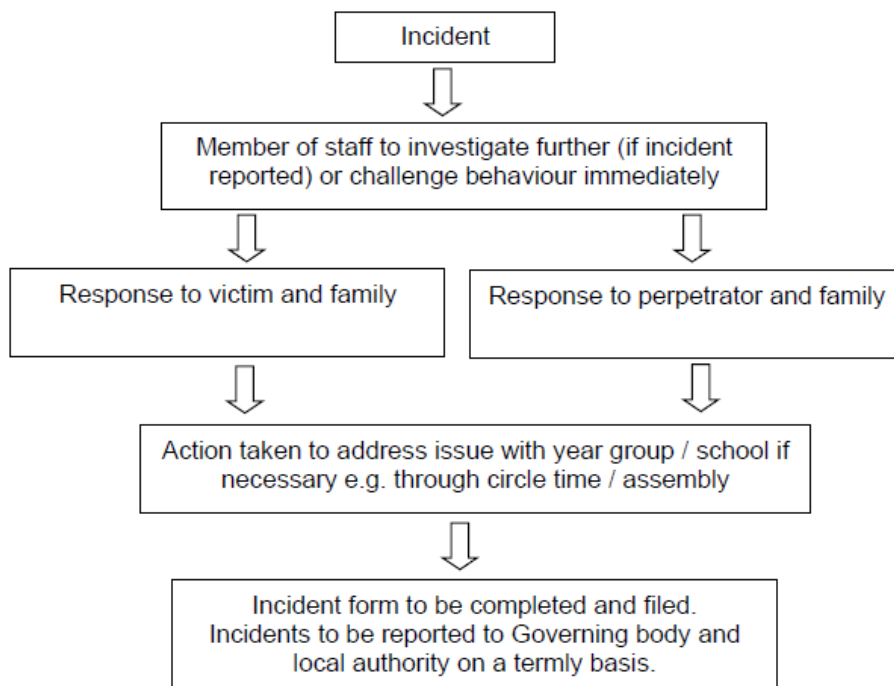 Incident
Member of staff to investigate further (if incident
reported) or challenge behaviour immediately
Response to victim and family
Response to perpetrator and family
Action taken to address issue with year group / school if
necessary e.g. through circle time / assembly
Incident form to be completed and filed.
Incidents to be reported to Governing body and
local authority on a termly basis.